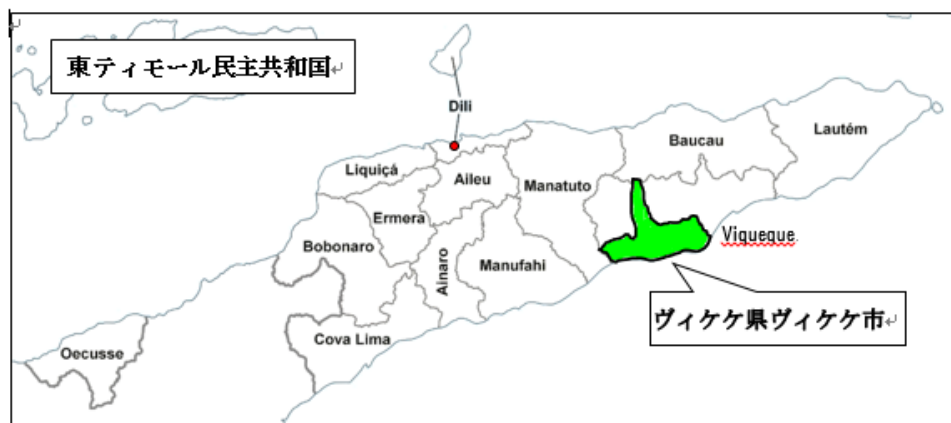 東ティモール民主共和国
Dili
Lautém
Baucau
Liquiçá
Aileu
Manatuto
Ermera
Viqueque
Bobonaro
Ainaro
Manufahi
ヴィケケ県ヴィケケ市
Cova Lima
Oecusse